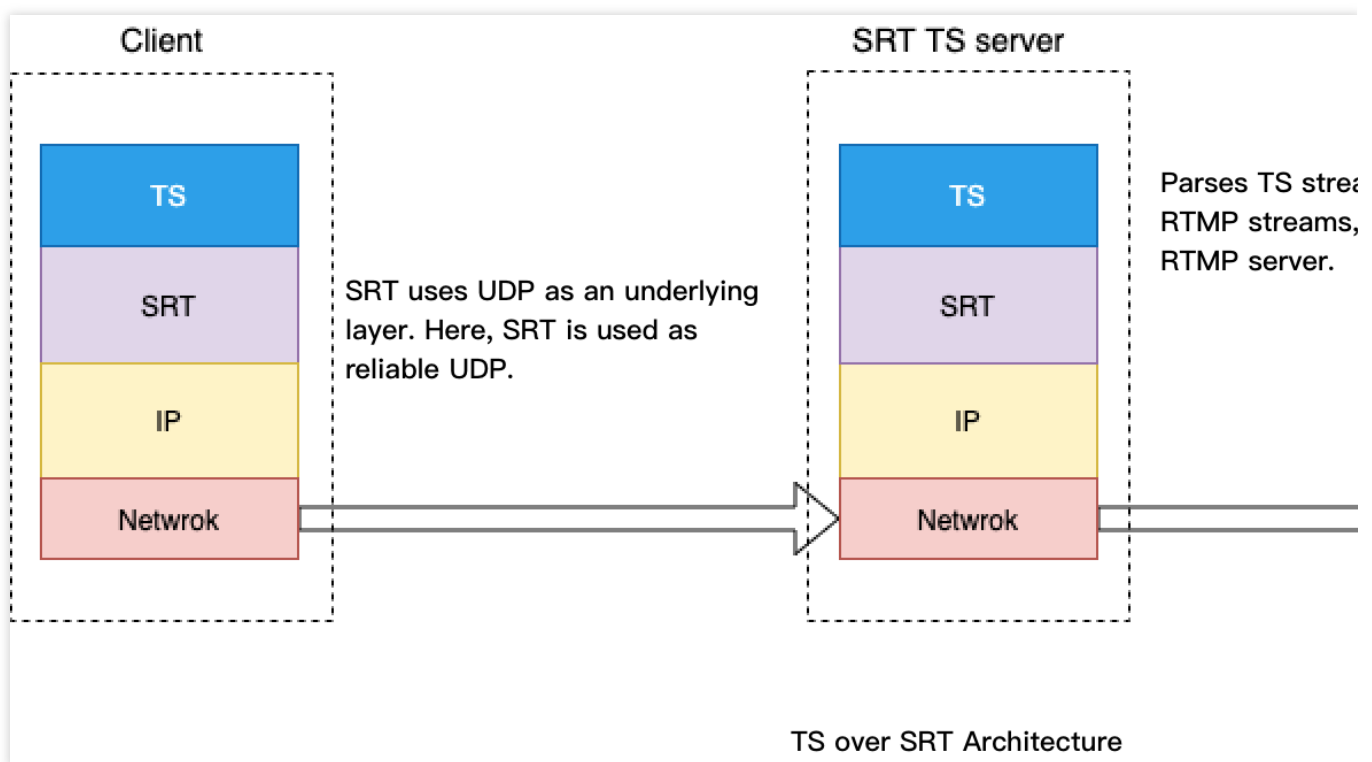 Client
SRT TS server
TS
TS
Parses TS strea
RTMP streams,
RTMP server.
SRT
SRT uses UDP as an underlying
layer. Here, SRT is used as
reliable UDP.
SRT
IP
IP
Netwrok
Netwrok
TS over SRT Architecture